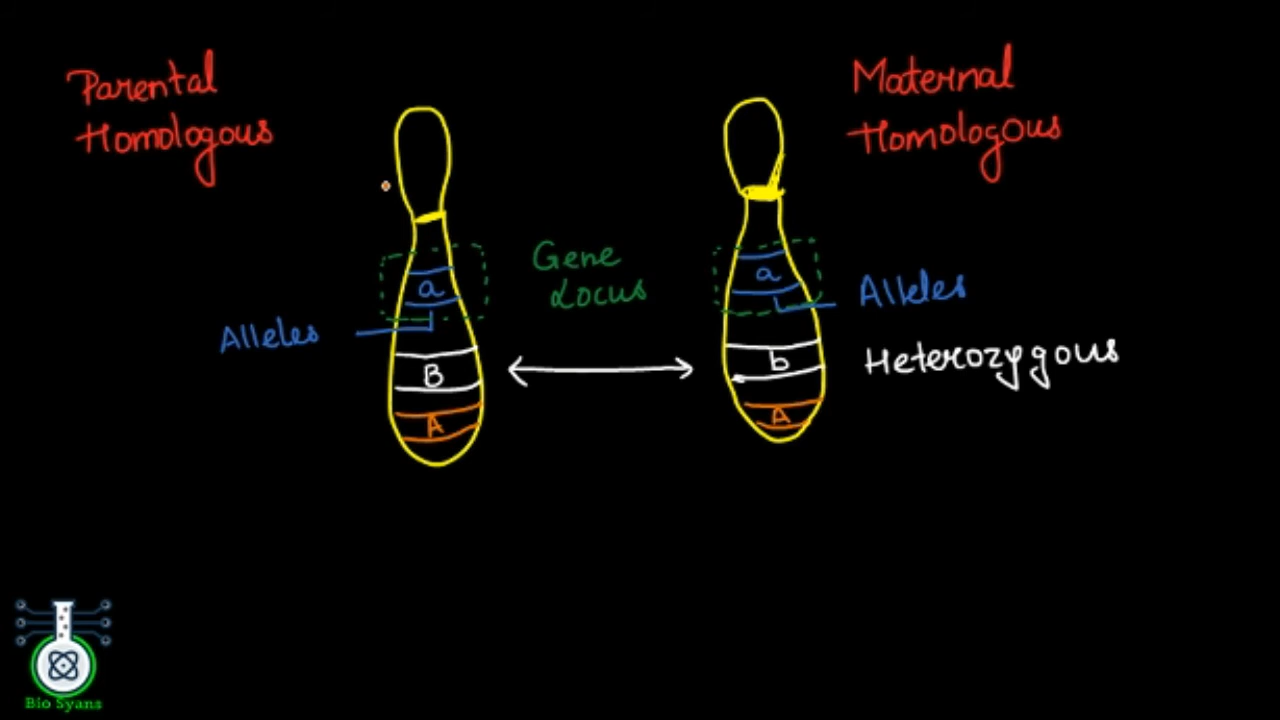 Parental
Homologous
Maternal
Homologous
Gene
Locus
a
a
Alleles
Alleles
B
b
Heterozygous
A
A
Bio Syans